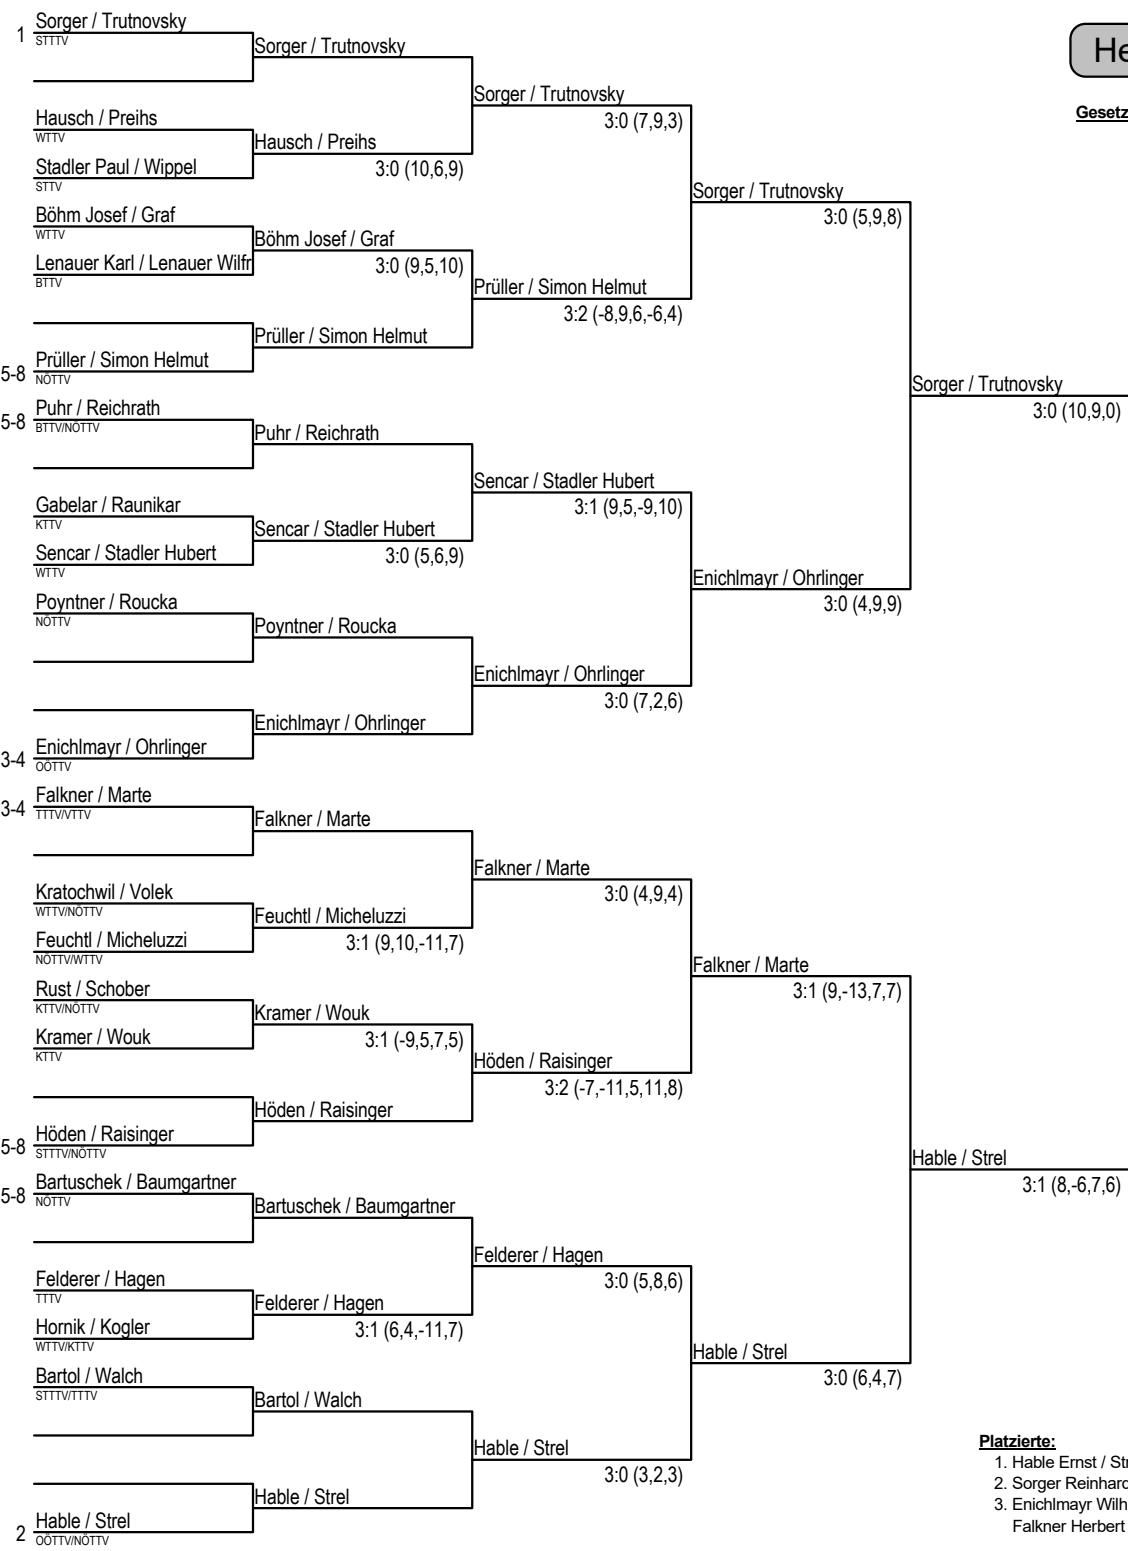 Sorger / Trutnovsky
1
STTTV
Hausch / Preihs
WTTV
Stadler Paul / Wippel
STTV
Böhm Josef / Graf
WTTV
Lenauer Karl / Lenauer Wilfr
BTTV
Prüller / Simon Helmut
5-8
NÖTTV
Puhr / Reichrath
5-8
BTTV/NÖTTV
Gabelar / Raunikar
KTTV
Sencar / Stadler Hubert
WTTV
Poyntner / Roucka
NÖTTV
Enichlmayr / Ohrlinger
3-4
OÖTTV
Falkner / Marte
3-4
TTTV/VTTV
Kratochwil / Volek
WTTV/NÖTTV
Feuchtl / Micheluzzi
NÖTTV/WTTV
Rust / Schober
KTTV/NÖTTV
Kramer / Wouk
KTTV
Höden / Raisinger
5-8
STTTV/NÖTTV
Bartuschek / Baumgartner
5-8
NÖTTV
Felderer / Hagen
TTTV
Hornik / Kogler
WTTV/KTTV
Bartol / Walch
STTTV/TTTV
Hable / Strel
2
OÖTTV/NÖTTV
Sorger / Trutnovsky
Hausch / Preihs
3:0 (10,6,9)
Böhm Josef / Graf
3:0 (9,5,10)
Prüller / Simon Helmut
Puhr / Reichrath
Sencar / Stadler Hubert
3:0 (5,6,9)
Poyntner / Roucka
Enichlmayr / Ohrlinger
Falkner / Marte
Feuchtl / Micheluzzi
3:1 (9,10,-11,7)
Kramer / Wouk
3:1 (-9,5,7,5)
Höden / Raisinger
Bartuschek / Baumgartner
Felderer / Hagen
3:1 (6,4,-11,7)
Bartol / Walch
Hable / Strel
Sorger / Trutnovsky
3:0 (7,9,3)
Prüller / Simon Helmut
3:2 (-8,9,6,-6,4)
Sencar / Stadler Hubert
3:1 (9,5,-9,10)
Enichlmayr / Ohrlinger
3:0 (7,2,6)
Falkner / Marte
3:0 (4,9,4)
Höden / Raisinger
3:2 (-7,-11,5,11,8)
Felderer / Hagen
3:0 (5,8,6)
Hable / Strel
3:0 (3,2,3)
Sorger / Trutnovsky
3:0 (5,9,8)
Enichlmayr / Ohrlinger
3:0 (4,9,9)
Falkner / Marte
3:1 (9,-13,7,7)
Hable / Strel
3:0 (6,4,7)
Sorger / Trutnovsky
3:0 (10,9,0)
Hable / Strel
3:1 (8,-6,7,6)
He
Gesetz
Platzierte:
1. Hable Ernst / Str
2. Sorger Reinhard
3. Enichlmayr Wilh
Falkner Herbert